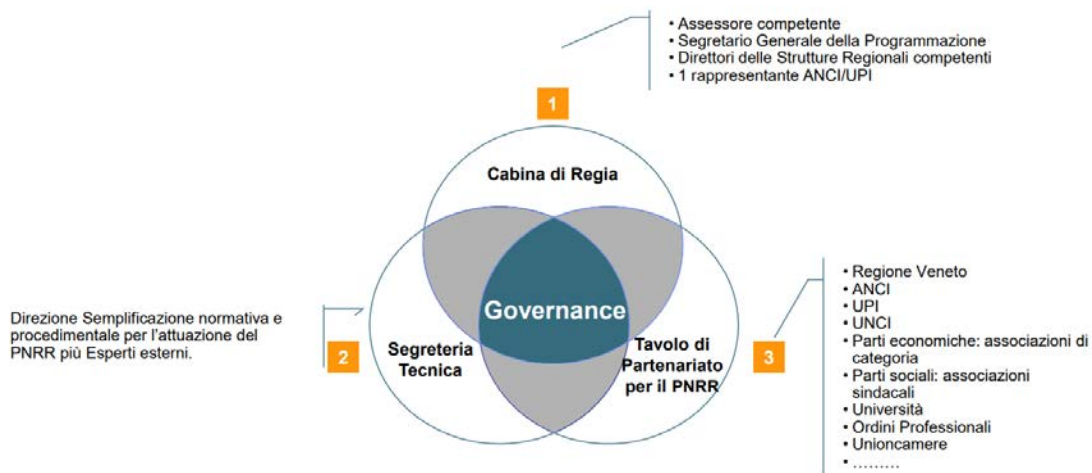 • Assessore competente
• Segretario Generale della Programmazione
• Direttori delle Strutture Regionali competenti
• 1 rappresentante ANCI/UPI
1
Cabina di Regia
Governance
Direzione Semplificazione normativa e
procedimentale per l'attuazione del
PNRR più Esperti esterni.
2
Segreteria
Tecnica
Tavolo di
Partenariato
per il PNRR
3
• Regione Veneto
• ANCI
• UPI
• UNCI
• Parti economiche: associazioni di
categoria
• Parti sociali: associazioni
sindacali
• Università
• Ordini Professionali
• Unioncamere
• .........